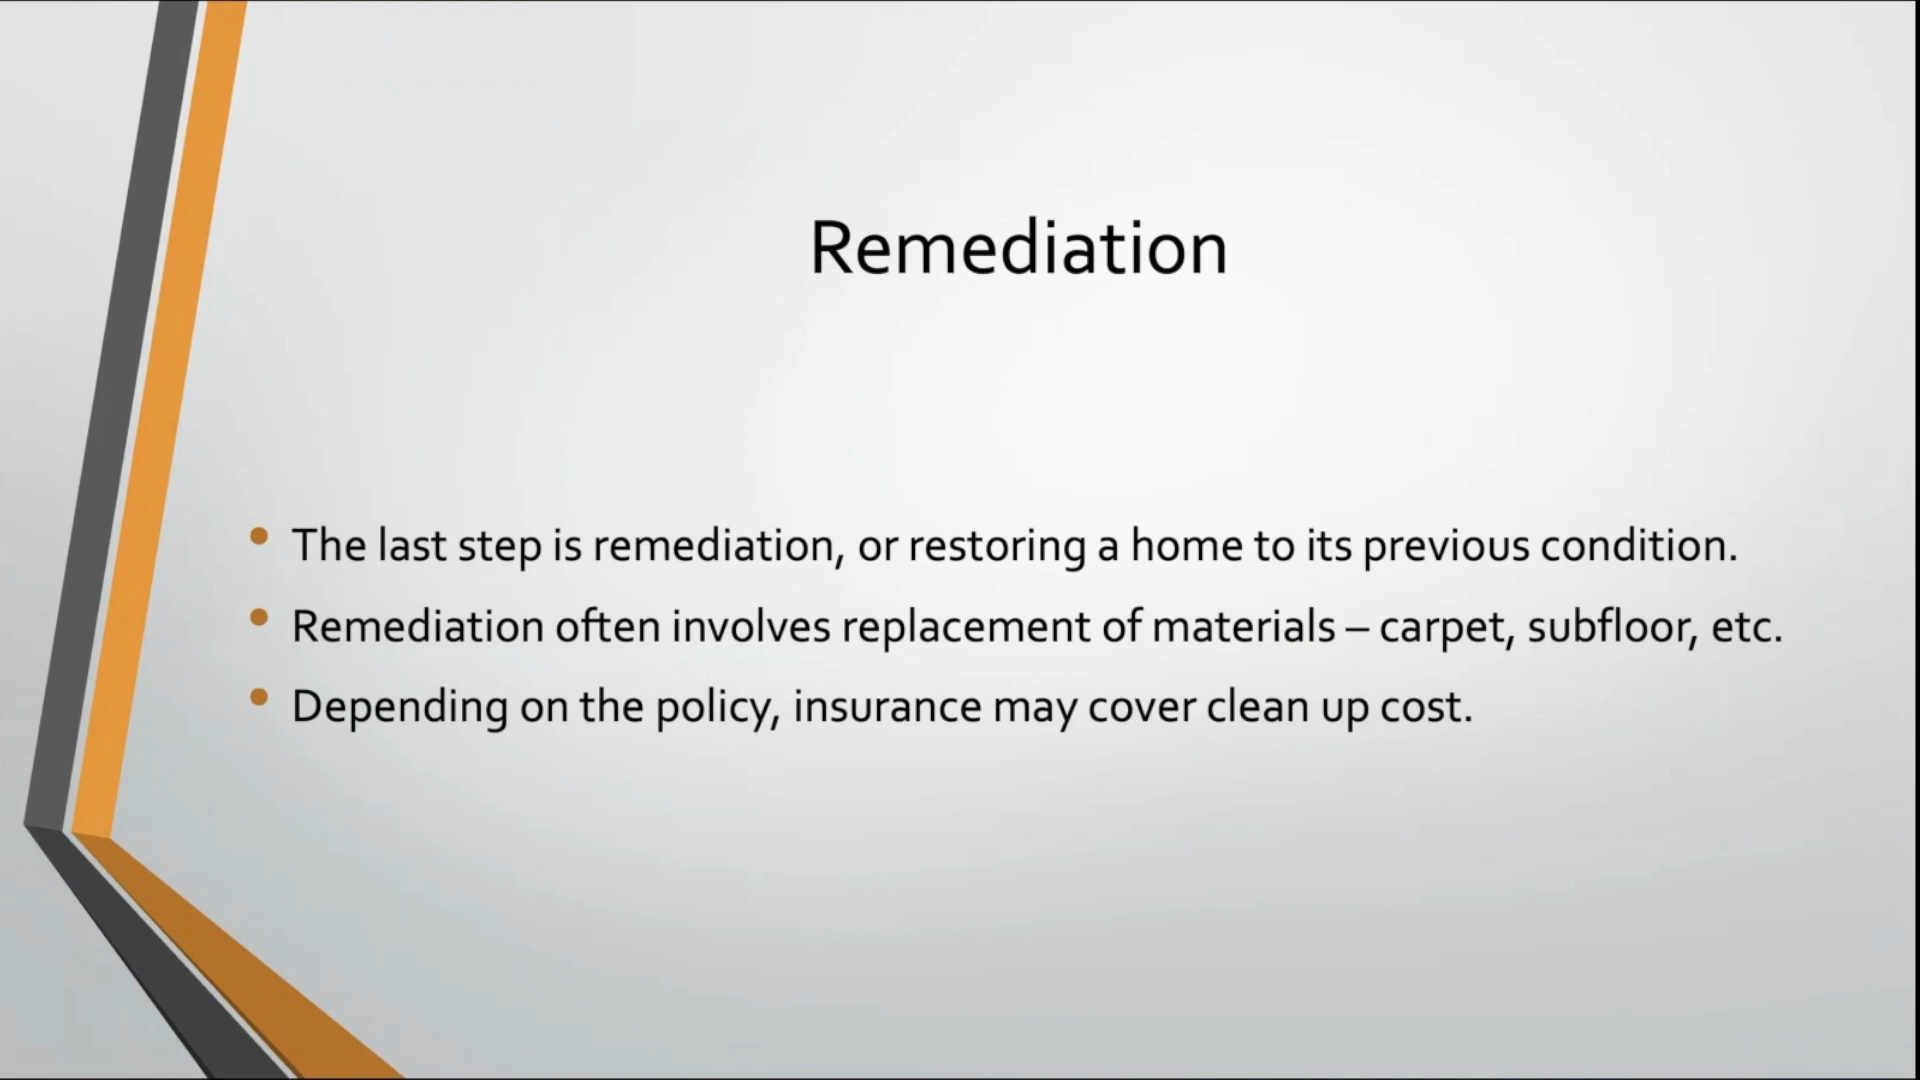 Remediation
The last step is remediation, or restoring a home to its previous condition.
Remediation often involves replacement of materials – carpet, subfloor, etc.
Depending on the policy, insurance may cover clean up cost.